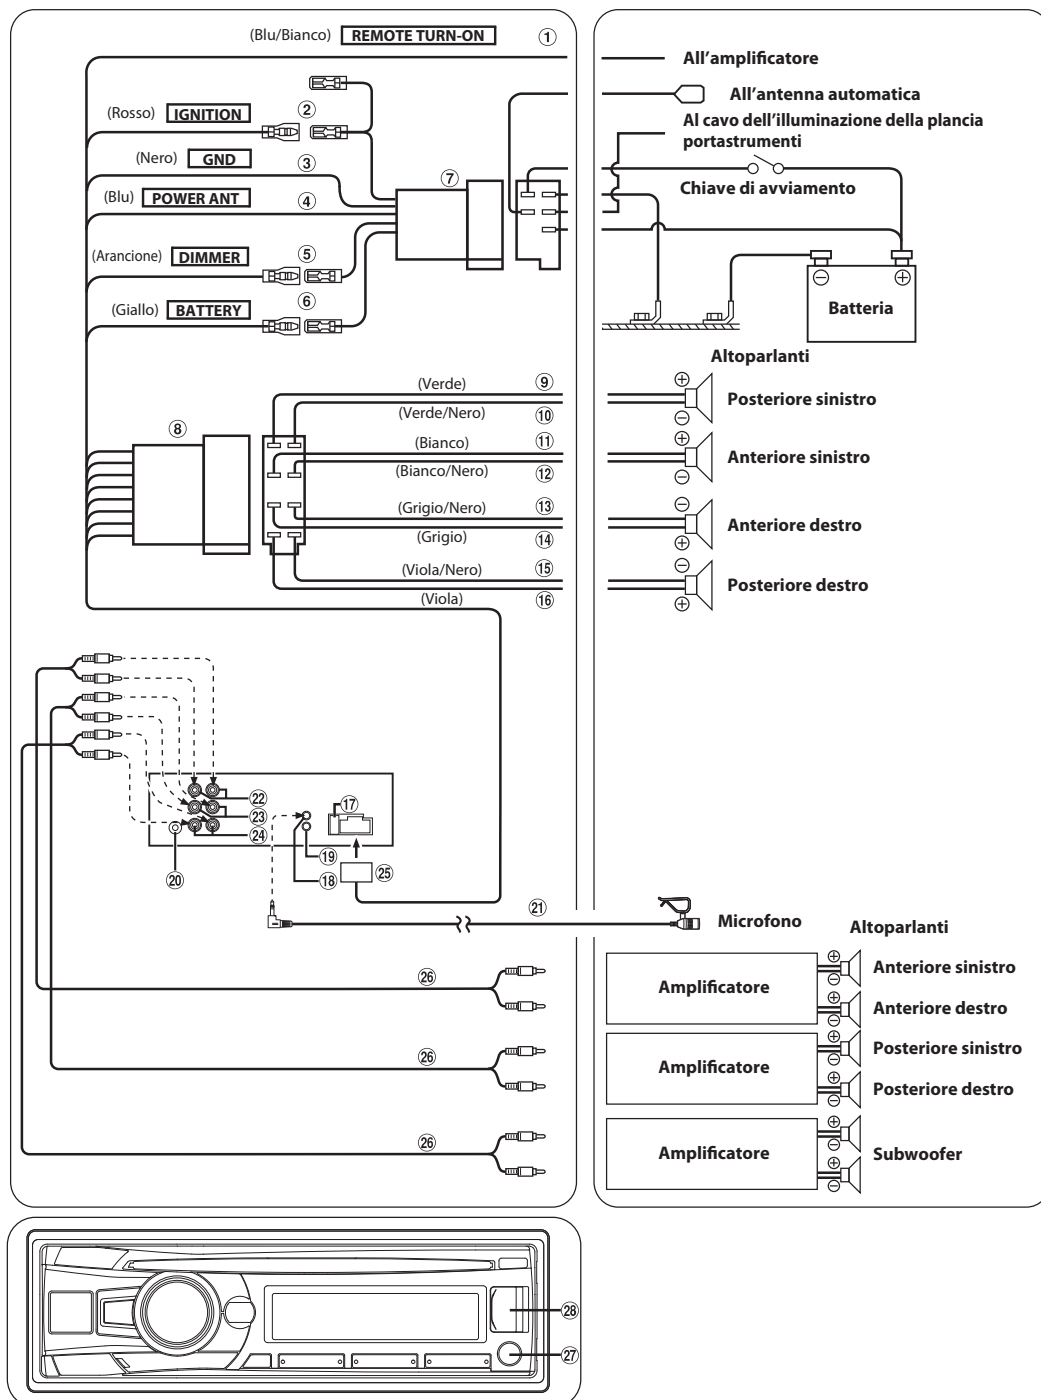 (Blu/Bianco) REMOTE TURN-ON ①
All'amplificatore
All'antenna automatica
(Rosso) IGNITION ②
Al cavo dell'illuminazione della plancia
portastrumenti
(Nero) GND ③
⑦
Chiave di avviamento
(Blu) POWER ANT ④
(Arancione) DIMMER ⑤
⊖ ⊕
(Giallo) BATTERY ⑥
Batteria
Altoparlanti
(Verde) ⑨
⊕
Posteriore sinistro
(Verde/Nero) ⑩
⊖
⑧
(Bianco) ⑪
⊕
Anteriore sinistro
(Bianco/Nero) ⑫
⊖
(Grigio/Nero) ⑬
⊖
Anteriore destro
(Grigio) ⑭
⊕
(Viola/Nero) ⑮
⊖
Posteriore destro
(Viola) ⑯
⊕
㉒
⑰
㉓
㉔
⑲
⑳
⑱
㉕
㉑
Microfono
Altoparlanti
㉖
Amplificatore
⊕
⊖
Anteriore sinistro
⊕
⊖
Anteriore destro
㉖
Amplificatore
⊕
⊖
Posteriore sinistro
⊕
⊖
Posteriore destro
㉖
Amplificatore
⊕
⊖
Subwoofer
⊕
⊖
㉘
㉗